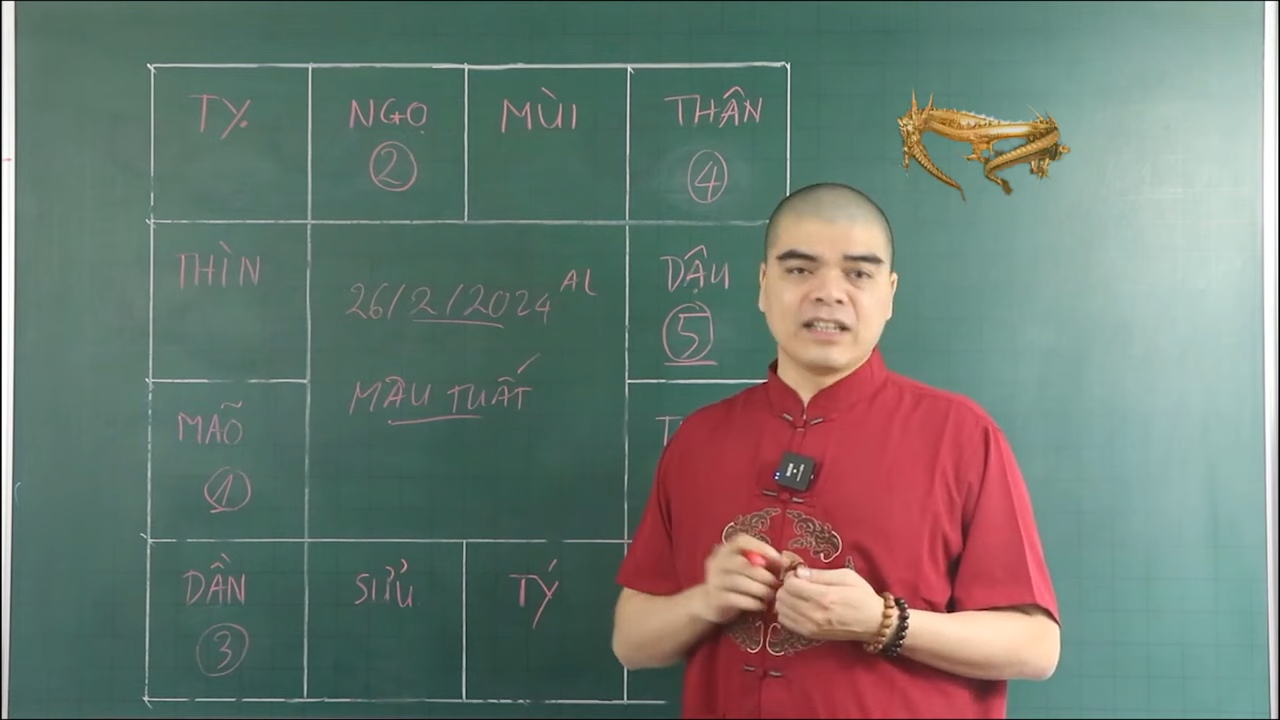 TỴ NGỌ MÙI THÂN
2 4
THÌN DẬU
26/2/2024 AL
5
MẬU TUẤT
MÃO
1
DẦN SỬU TÝ
3